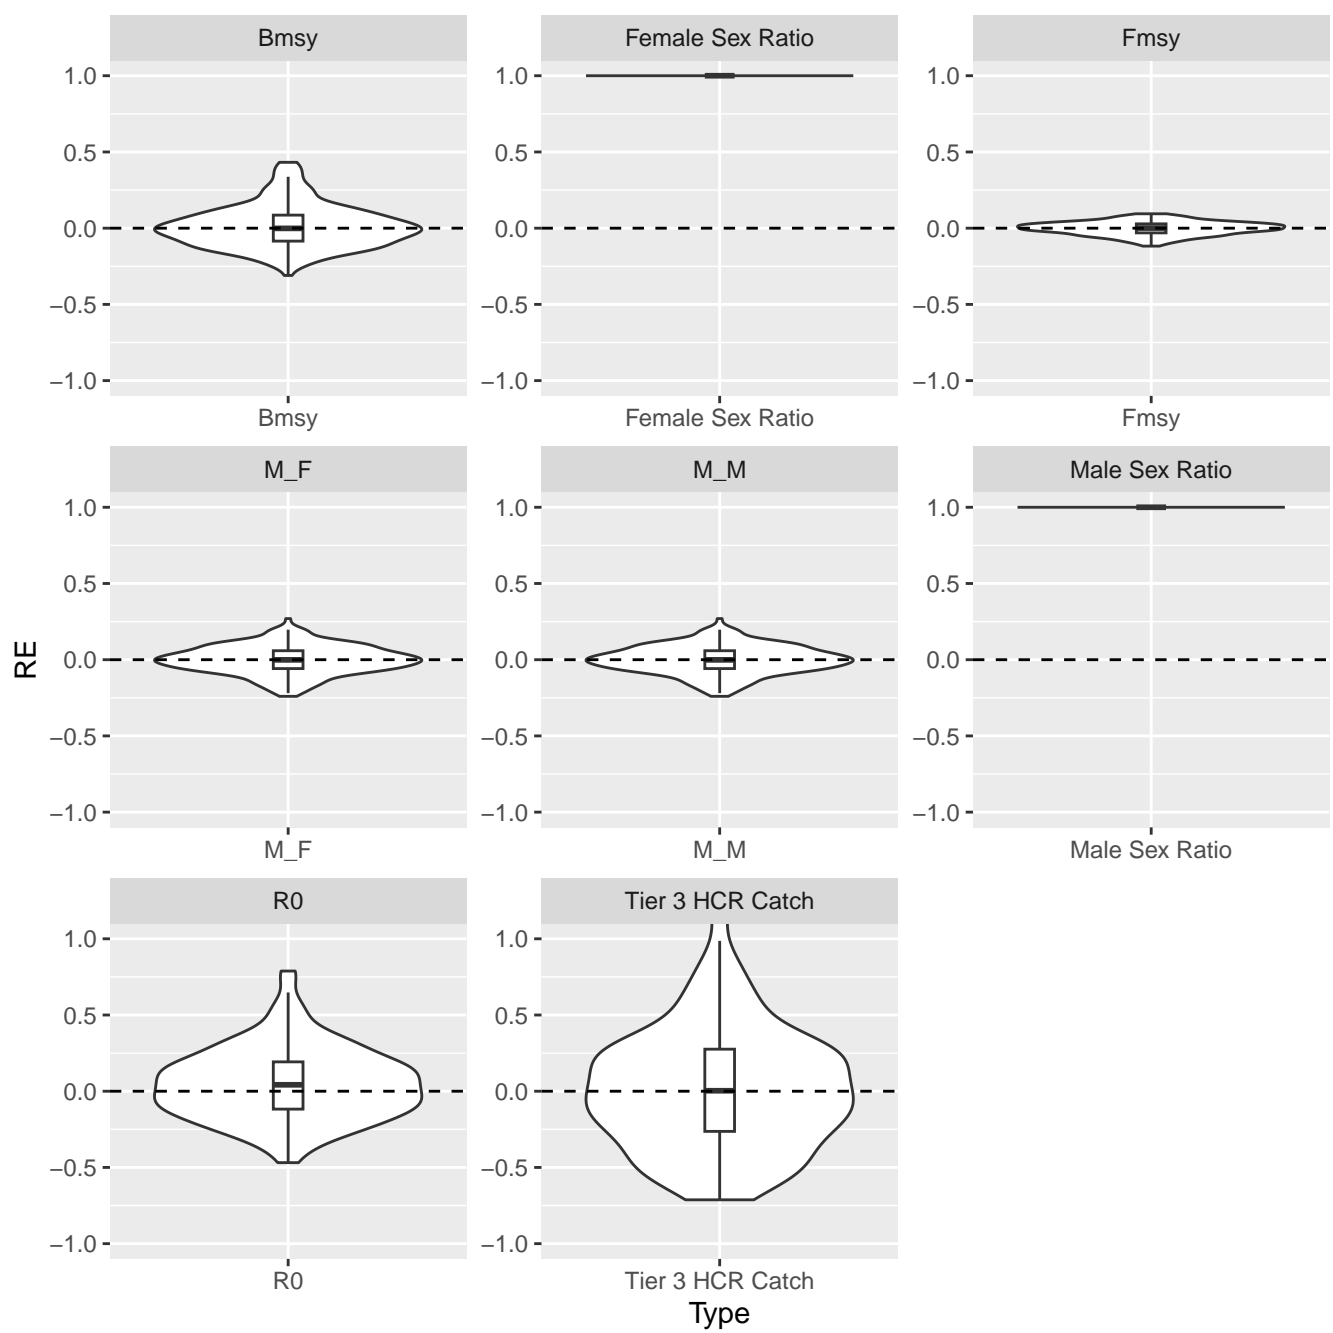 Bmsy Female Sex Ratio Fmsy
1.0 1.0 1.0
0.5 0.5 0.5
0.0 0.0 0.0
−0.5 −0.5 −0.5
−1.0 −1.0 −1.0
Bmsy Female Sex Ratio Fmsy
M_F M_M Male Sex Ratio
1.0 1.0 1.0
0.5 0.5 0.5
RE
0.0 0.0 0.0
−0.5 −0.5 −0.5
−1.0 −1.0 −1.0
M_F M_M Male Sex Ratio
R0 Tier 3 HCR Catch
1.0 1.0
0.5 0.5
0.0 0.0
−0.5 −0.5
−1.0 −1.0
R0 Tier 3 HCR Catch
Type